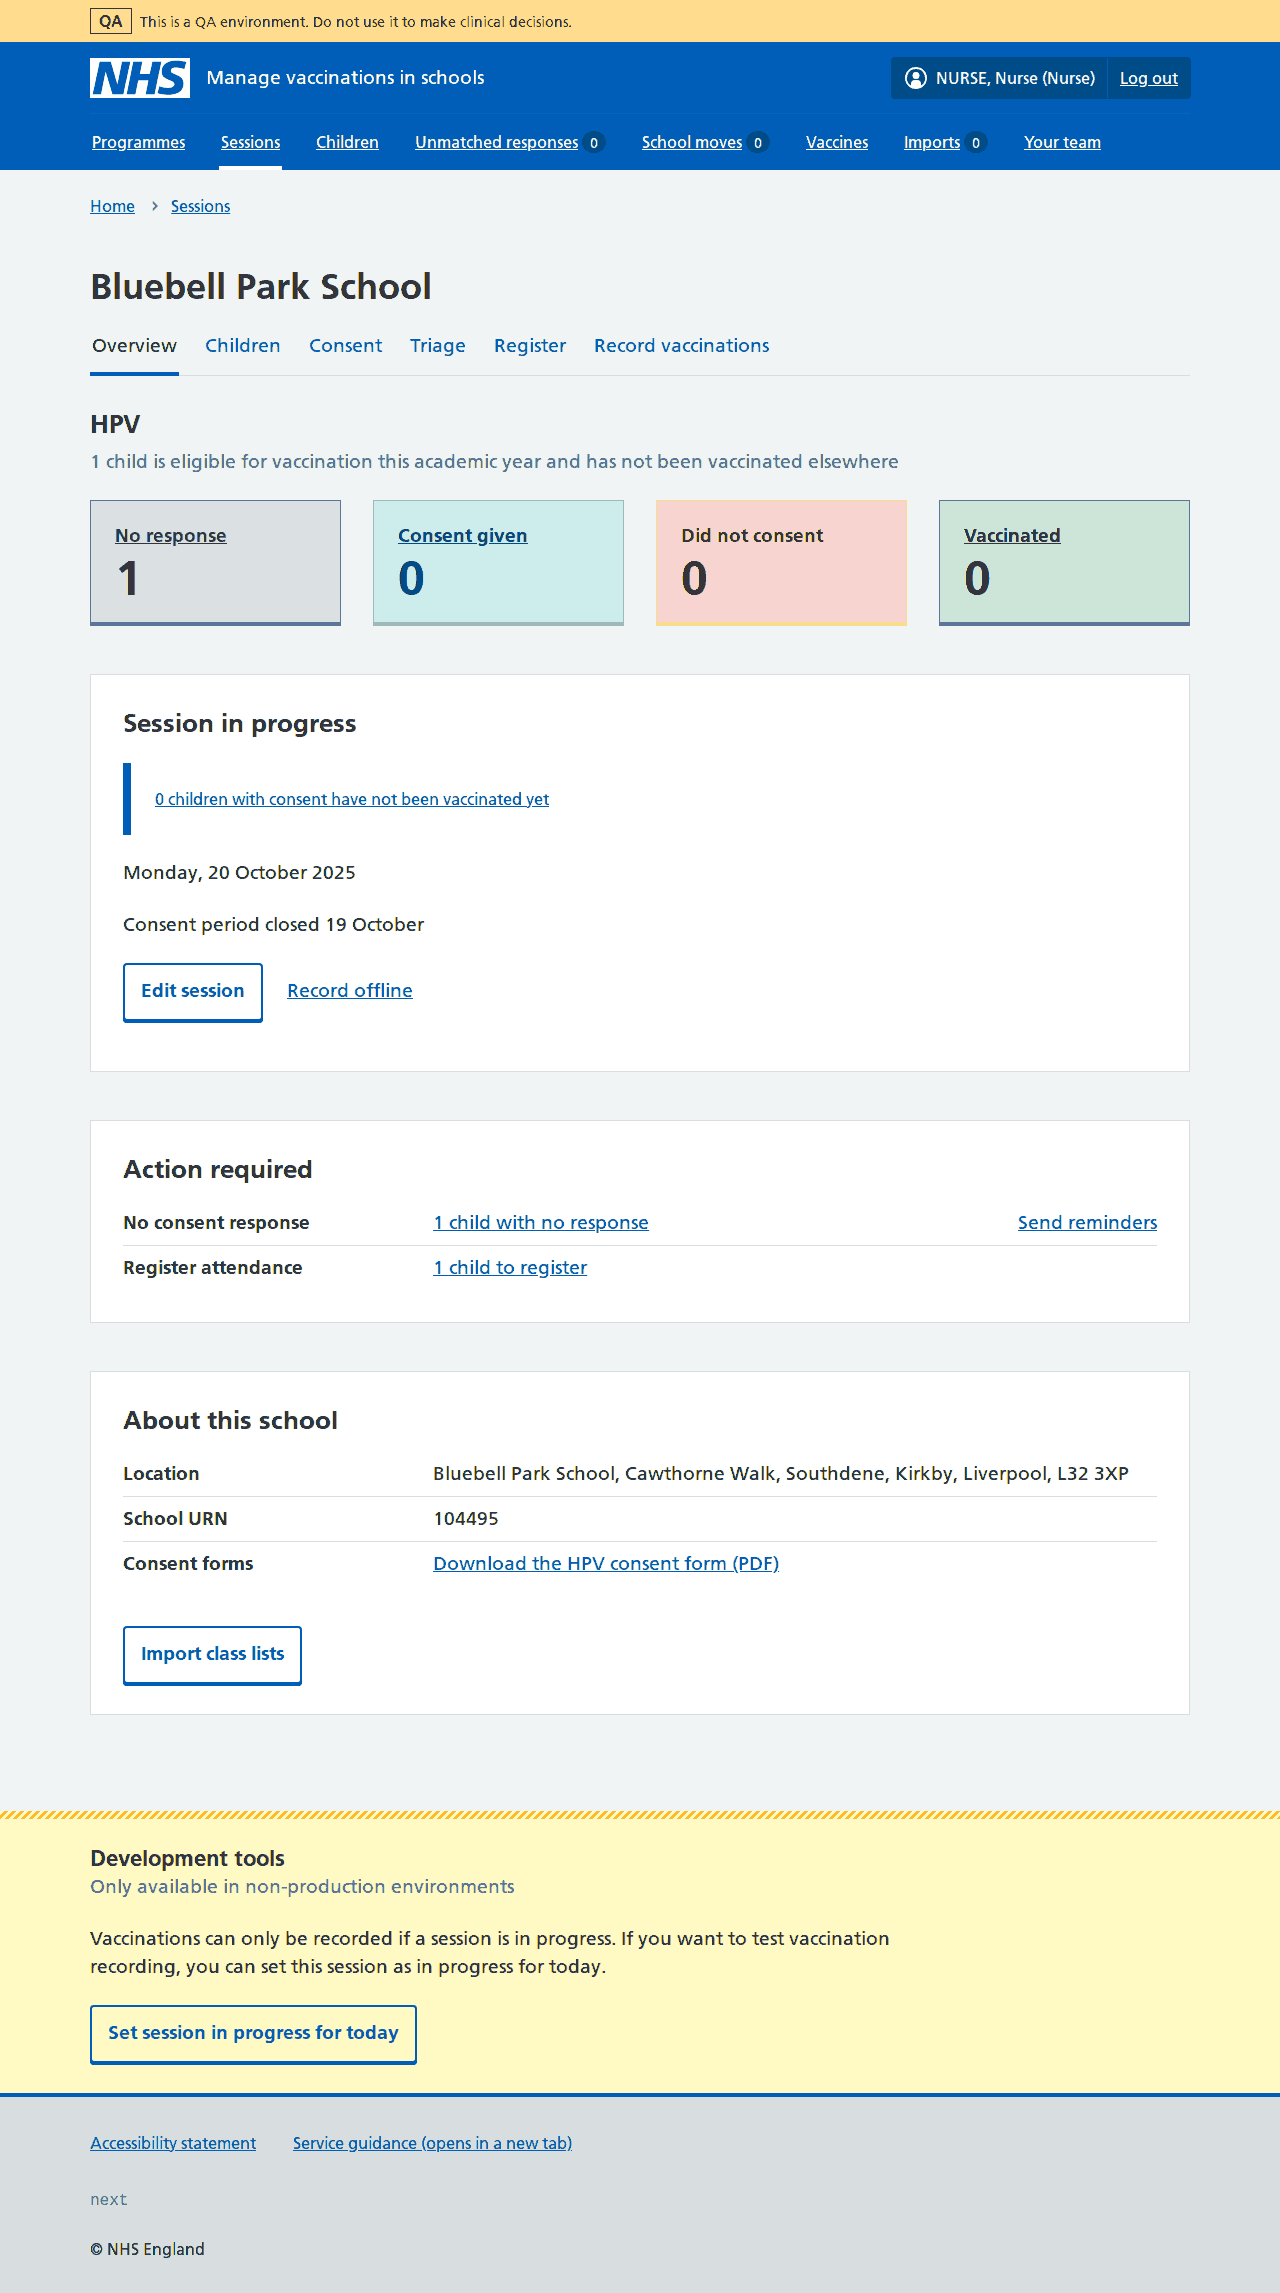 QA This is a QA environment. Do not use it to make clinical decisions.
NHS Manage vaccinations in schools NURSE, Nurse (Nurse) Log out
Programmes Sessions Children Unmatched responses 0 School moves 0 Vaccines Imports 0 Your team
Home Sessions
Bluebell Park School
Overview Children Consent Triage Register Record vaccinations
HPV
1 child is eligible for vaccination this academic year and has not been vaccinated elsewhere
No response Consent given Did not consent Vaccinated
1 0 0 0
Session in progress
0 children with consent have not been vaccinated yet
Monday, 20 October 2025
Consent period closed 19 October
Edit session Record offline
Action required
No consent response 1 child with no response Send reminders
Register attendance 1 child to register
About this school
Location Bluebell Park School, Cawthorne Walk, Southdene, Kirkby, Liverpool, L32 3XP
School URN 104495
Consent forms Download the HPV consent form (PDF)
Import class lists
Development tools
Only available in non-production environments
Vaccinations can only be recorded if a session is in progress. If you want to test vaccination
recording, you can set this session as in progress for today.
Set session in progress for today
Accessibility statement Service guidance (opens in a new tab)
next
© NHS England